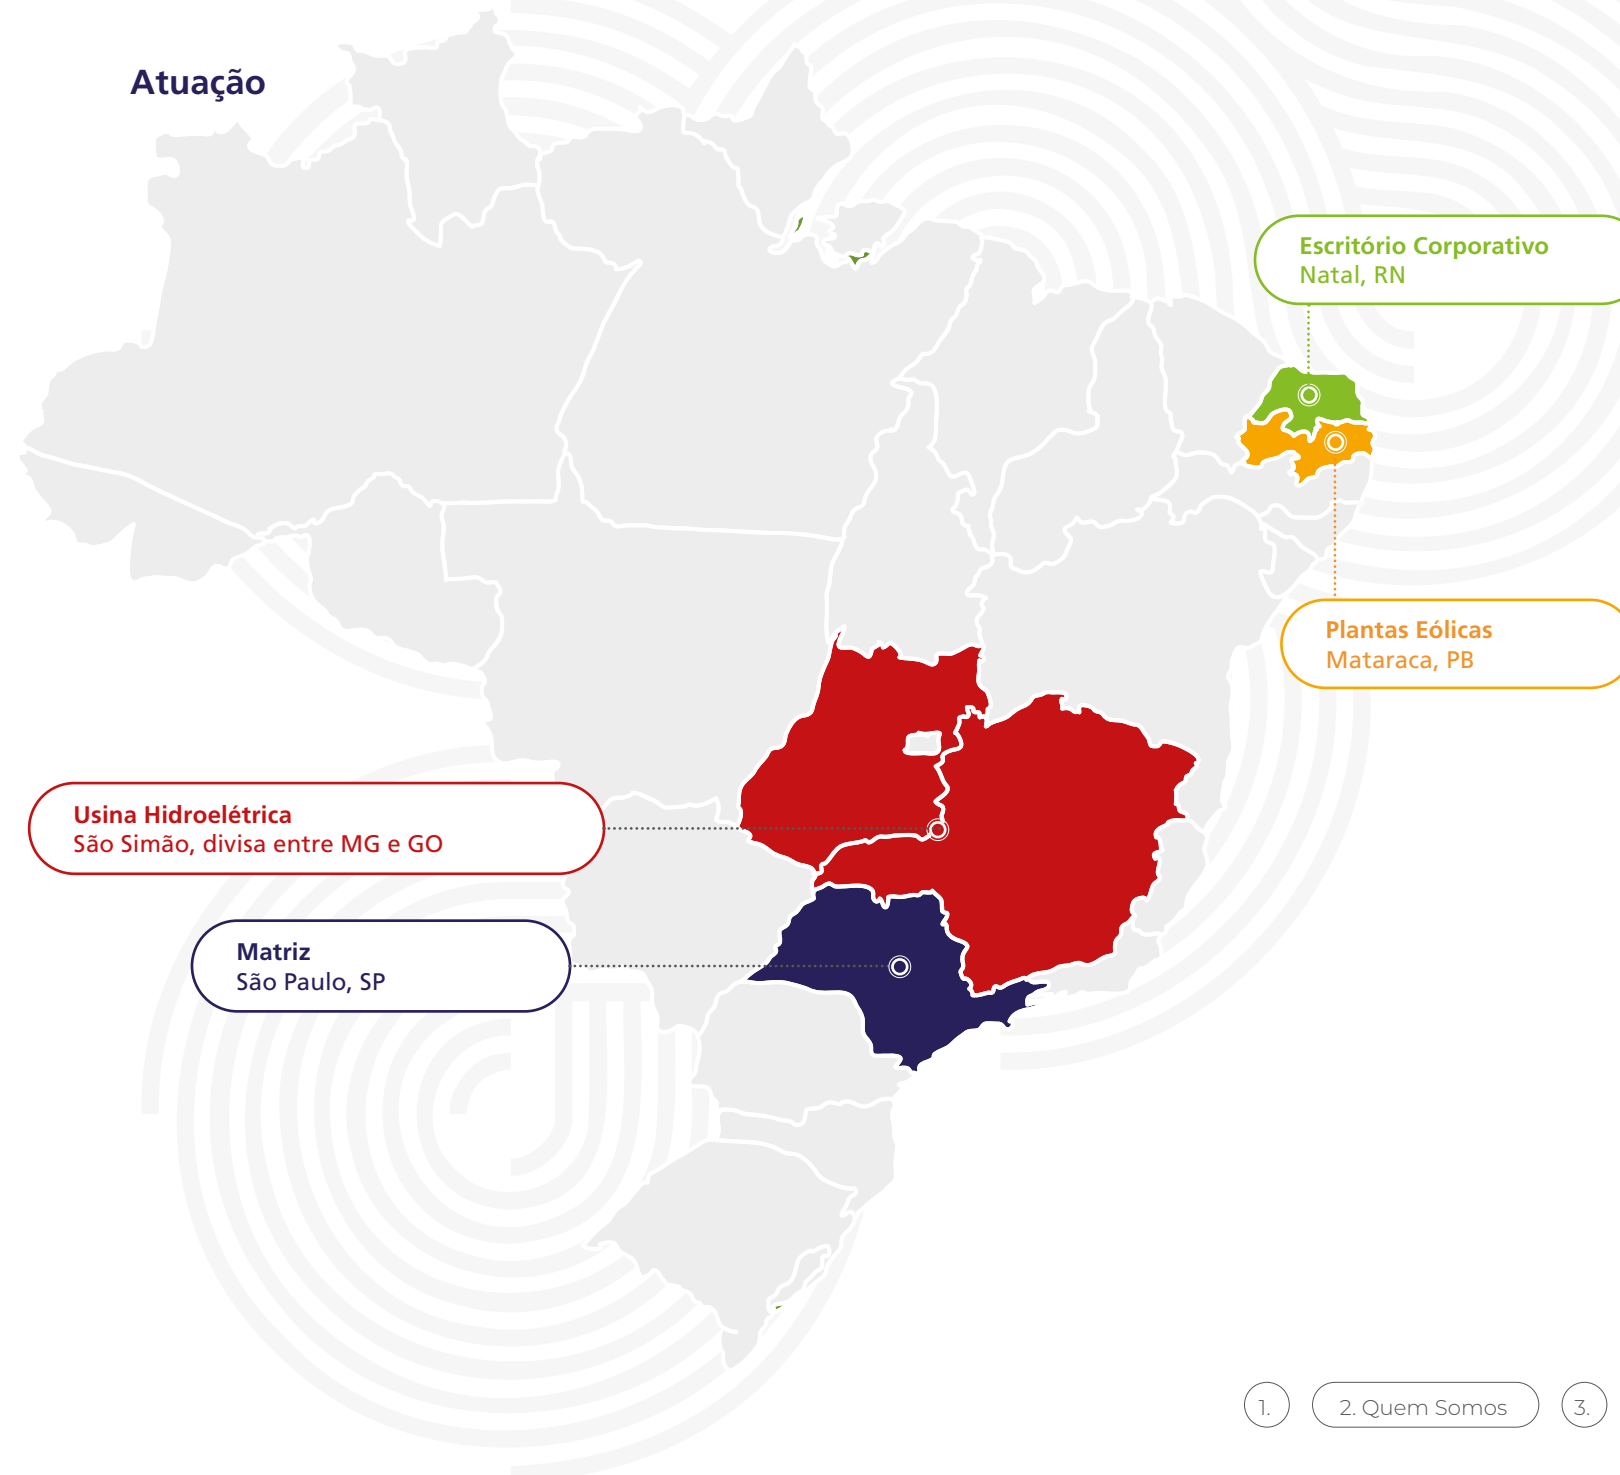 Atuação
Escritório Corporativo
Natal, RN
Plantas Eólicas
Mataraca, PB
Usina Hidroelétrica
São Simão, divisa entre MG e GO
Matriz
São Paulo, SP
1.
2. Quem Somos
3.